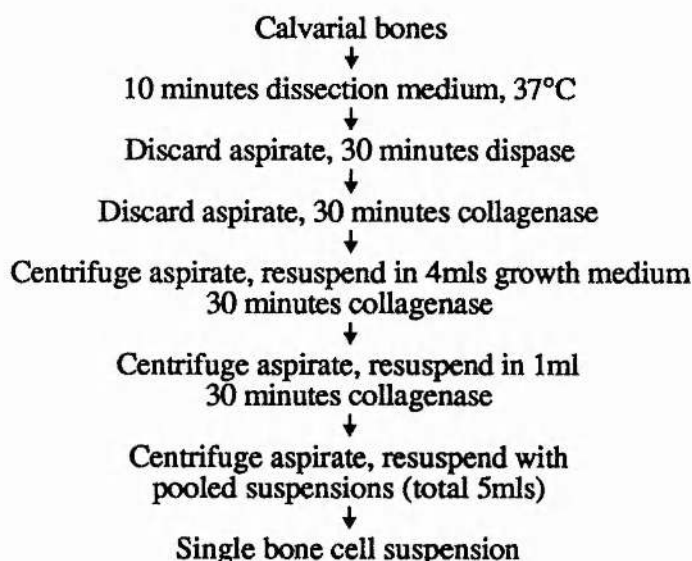 Calvarial bones
10 minutes dissection medium, 37°C
Discard aspirate, 30 minutes dispase
Discard aspirate, 30 minutes collagenase
Centrifuge aspirate, resuspend in 4mls growth medium
30 minutes collagenase
Centrifuge aspirate, resuspend in 1ml
30 minutes collagenase
Centrifuge aspirate, resuspend with
pooled suspensions (total 5mls)
Single bone cell suspension